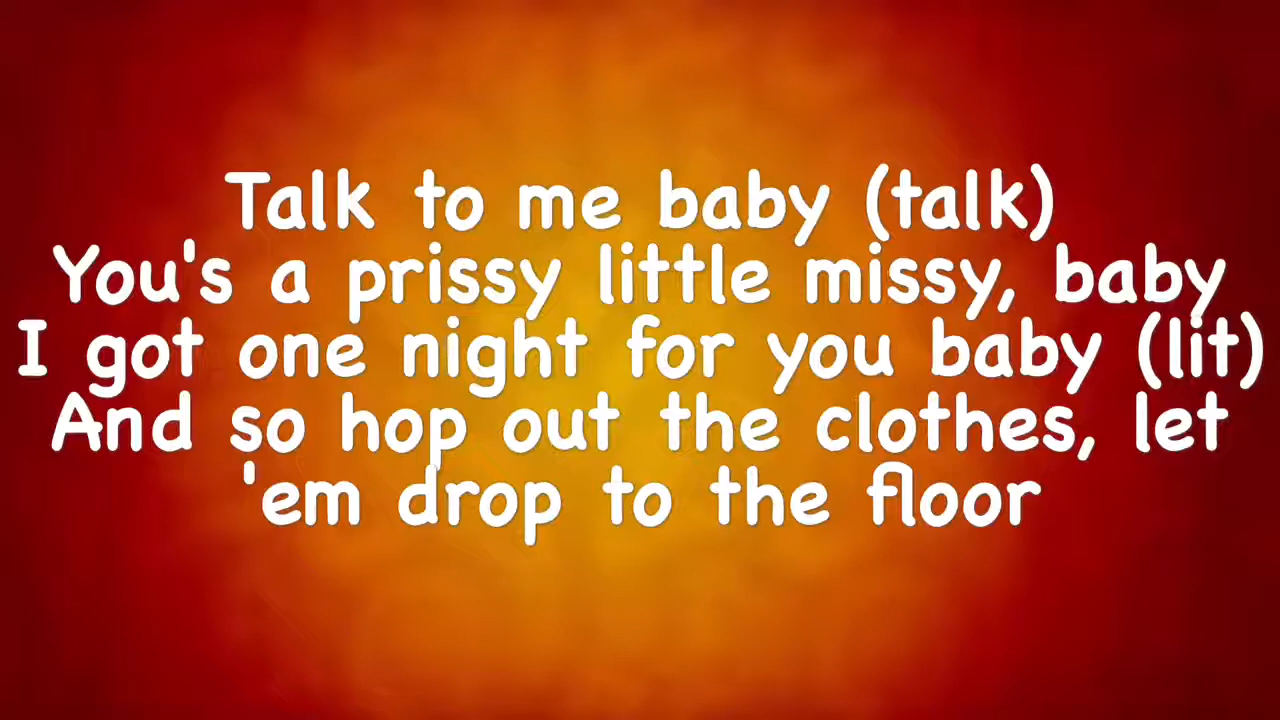 Talk to me baby (talk)
You's a prissy little missy, baby
I got one night for you baby (lit)
And so hop out the clothes, let
'em drop to the floor